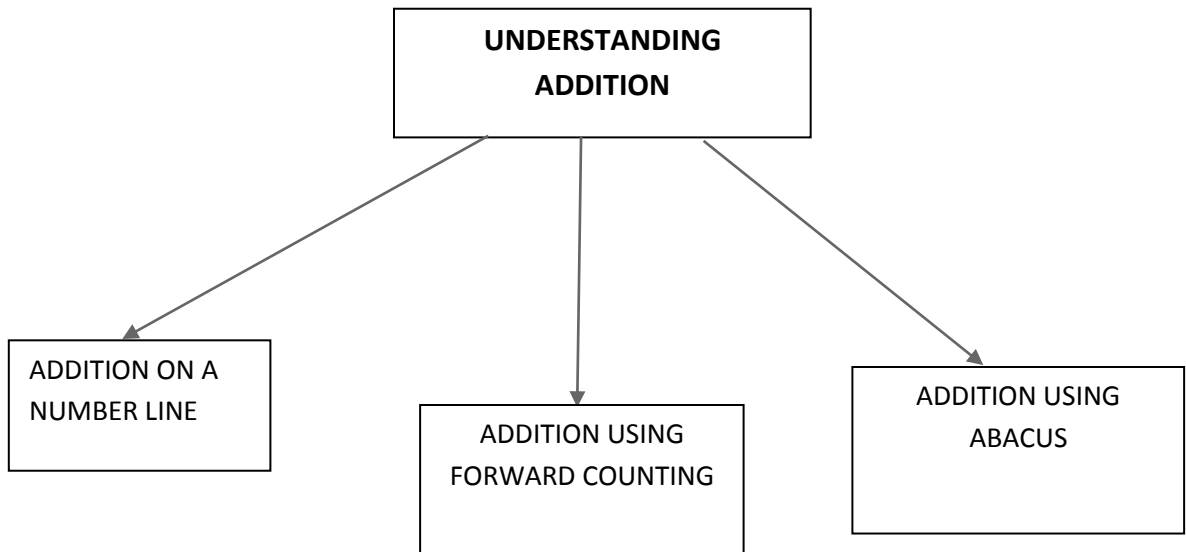 UNDERSTANDING
ADDITION
ADDITION ON A
NUMBER LINE
ADDITION USING
FORWARD COUNTING
ADDITION USING
ABACUS